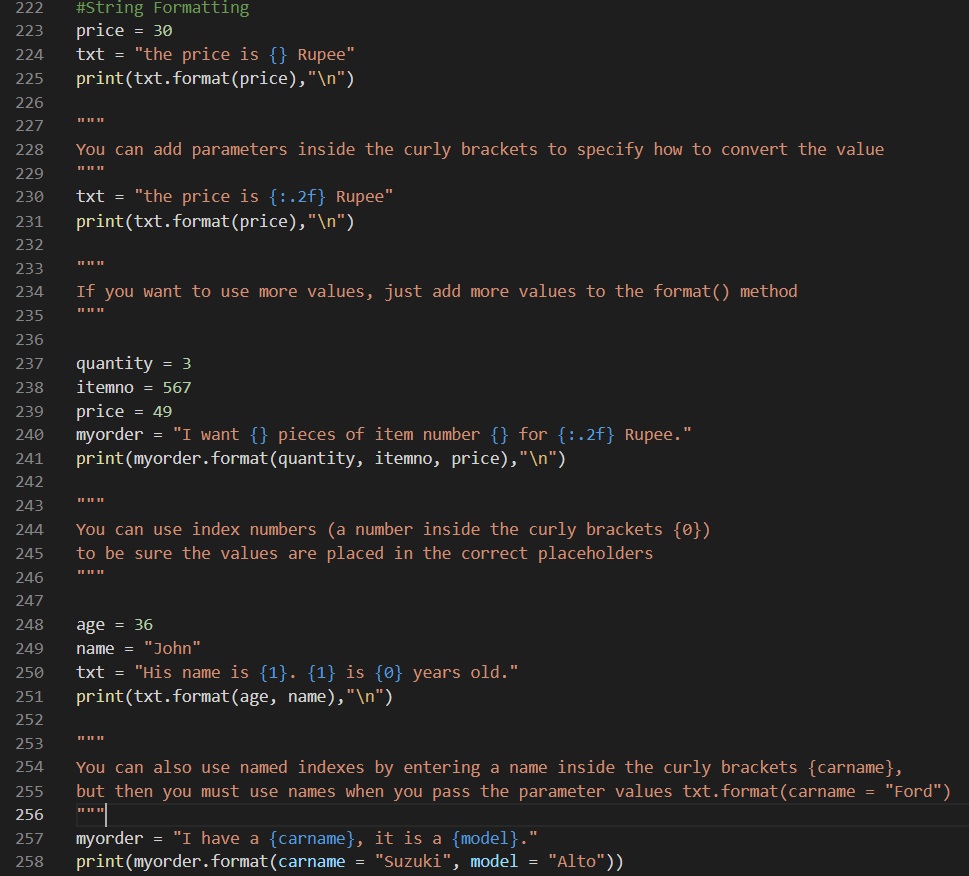 222 #String Formatting
223 price = 30
224 txt = "the price is {} Rupee"
225 print(txt.format(price),"\n")
226
227 """
228 You can add parameters inside the curly brackets to specify how to convert the value
229 """
230 txt = "the price is {:.2f} Rupee"
231 print(txt.format(price),"\n")
232
233 """
234 If you want to use more values, just add more values to the format() method
235 """
236
237 quantity = 3
238 itemno = 567
239 price = 49
240 myorder = "I want {} pieces of item number {} for {:.2f} Rupee."
241 print(myorder.format(quantity, itemno, price),"\n")
242
243 """
244 You can use index numbers (a number inside the curly brackets {0})
245 to be sure the values are placed in the correct placeholders
246 """
247
248 age = 36
249 name = "John"
250 txt = "His name is {1}. {1} is {0} years old."
251 print(txt.format(age, name),"\n")
252
253 """
254 You can also use named indexes by entering a name inside the curly brackets {carname},
255 but then you must use names when you pass the parameter values txt.format(carname = "Ford")
256 """
257 myorder = "I have a {carname}, it is a {model}."
258 print(myorder.format(carname = "Suzuki", model = "Alto"))